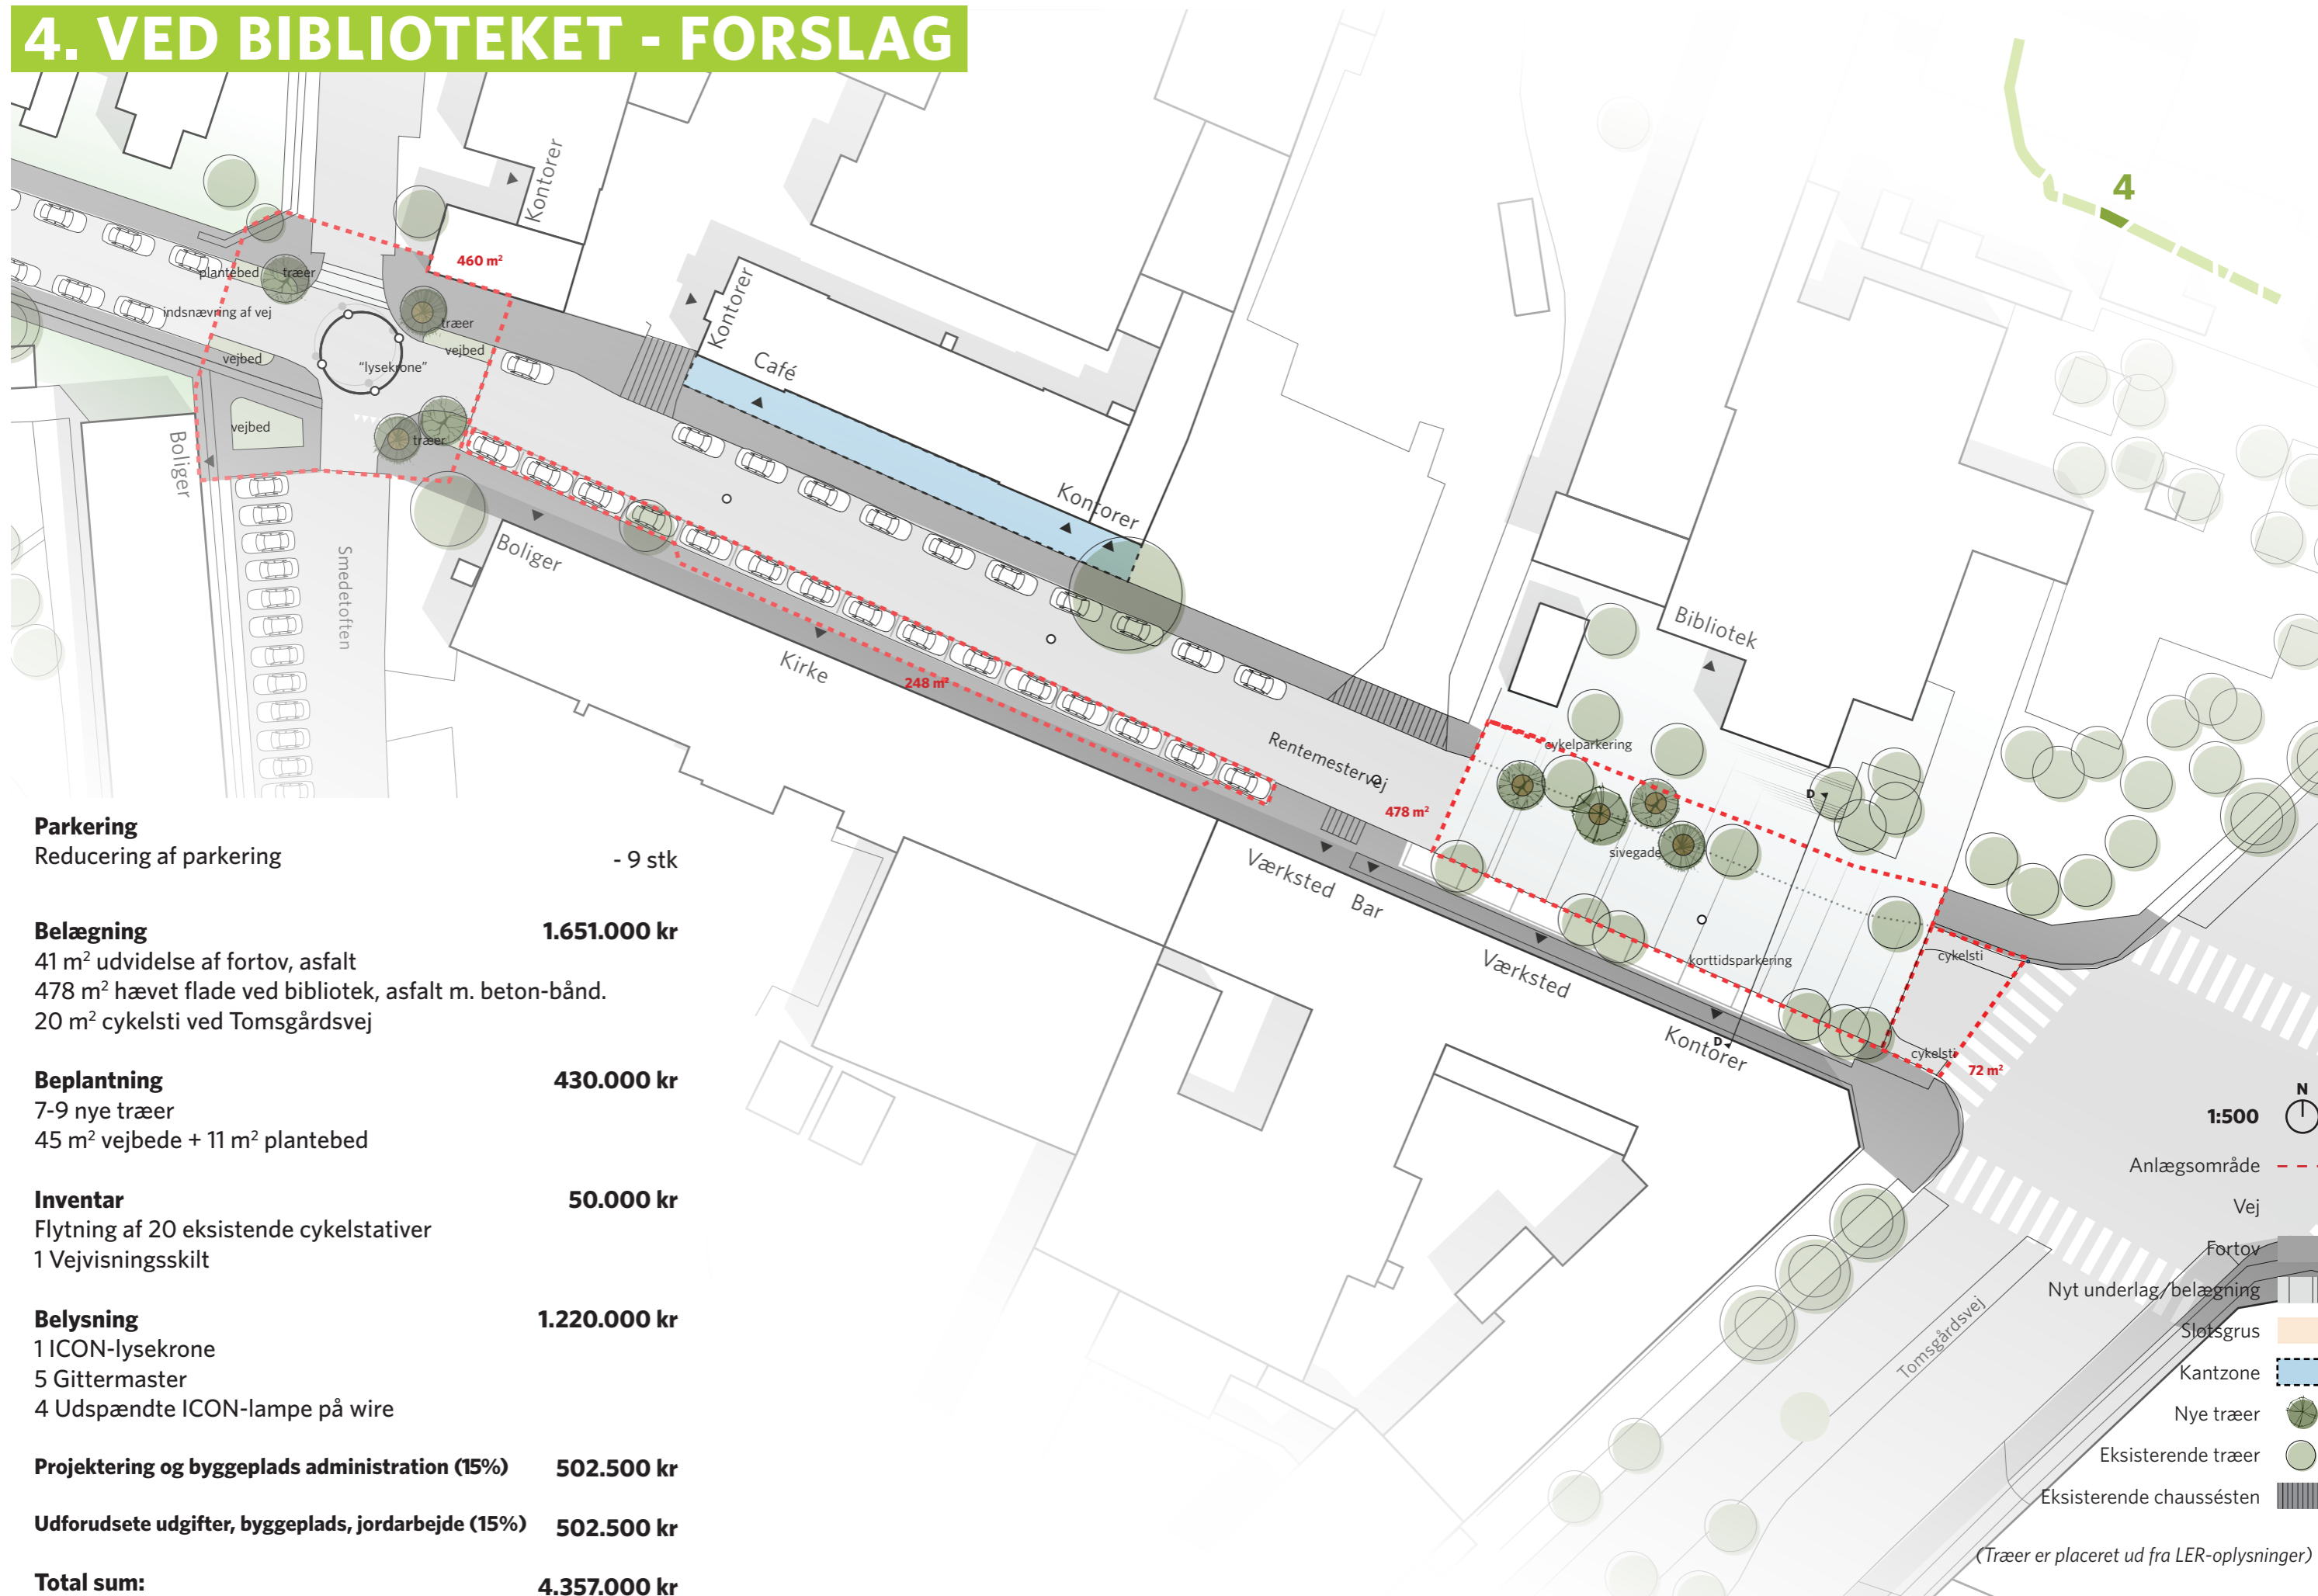 4. VED BIBLIOTEKET - FORSLAG
4
Kontorer
460 m²
plantebed
træer
indsnævring af vej
træer
vejbed
vejbed
"lysekrone"
vejbed
træer
Boliger
Smedetoften
Kontorer
Café
Kontorer
Boliger
Kirke
248 m²
Rentemestervej
478 m²
Bibliotek
cykelparkering
sivegade
korttidsparkering
D
D
cykelsti
cykelsti
72 m²
Værksted
Bar
Værksted
Kontorer
Tomsgårdsvej
Parkering
Reducering af parkering - 9 stk
Belægning 1.651.000 kr
41 m² udvidelse af fortov, asfalt
478 m² hævet flade ved bibliotek, asfalt m. beton-bånd.
20 m² cykelsti ved Tomsgårdsvej
Beplantning 430.000 kr
7-9 nye træer
45 m² vejbede + 11 m² plantebed
Inventar 50.000 kr
Flytning af 20 eksistende cykelstativer
1 Vejvisningsskilt
Belysning 1.220.000 kr
1 ICON-lysekrone
5 Gittermaster
4 Udspændte ICON-lampe på wire
Projektering og byggeplads administration (15%) 502.500 kr
Udforudsete udgifter, byggeplads, jordarbejde (15%) 502.500 kr
Total sum: 4.357.000 kr
N
1:500
Anlægsområde
Vej
Fortov
Nyt underlag/belægning
Slotsgrus
Kantzone
Nye træer
Eksisterende træer
Eksisterende chaussésten
(Træer er placeret ud fra LER-oplysninger)